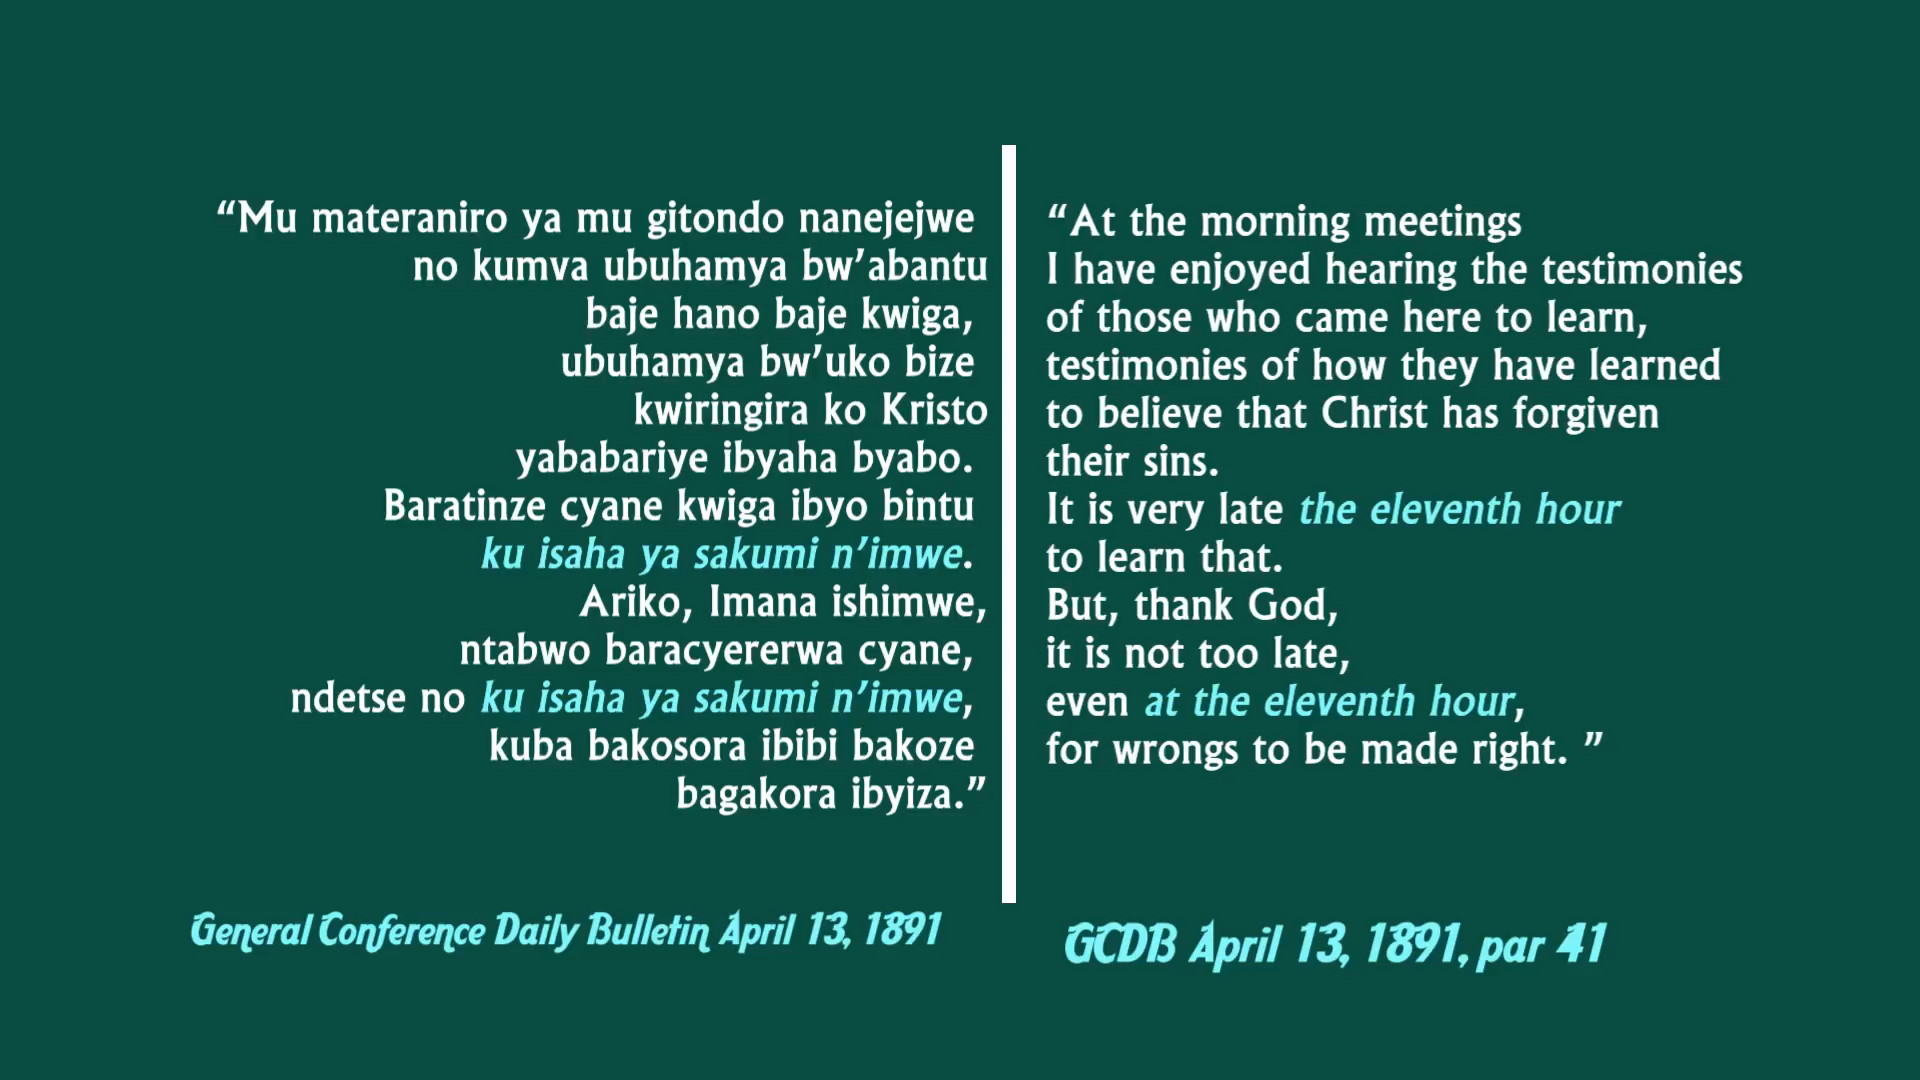 “Mu materaniro ya mu gitondo nanejejwe
no kumva ubuhamya bw’abantu
baje hano baje kwiga,
ubuhamya bw’uko bize
kwiringira ko Kristo
yababariye ibyaha byabo.
Baratinze cyane kwiga ibyo bintu
ku isaha ya sakumi n’imwe.
Ariko, Imana ishimwe,
ntabwo baracyererwa cyane,
ndetse no ku isaha ya sakumi n’imwe,
kuba bakosora ibibi bakoze
bagakora ibyiza.”
General Conference Daily Bulletin April 13, 1891
“At the morning meetings
I have enjoyed hearing the testimonies
of those who came here to learn,
testimonies of how they have learned
to believe that Christ has forgiven
their sins.
It is very late the eleventh hour
to learn that.
But, thank God,
it is not too late,
even at the eleventh hour,
for wrongs to be made right. ”
GCDB April 13, 1891, par 41